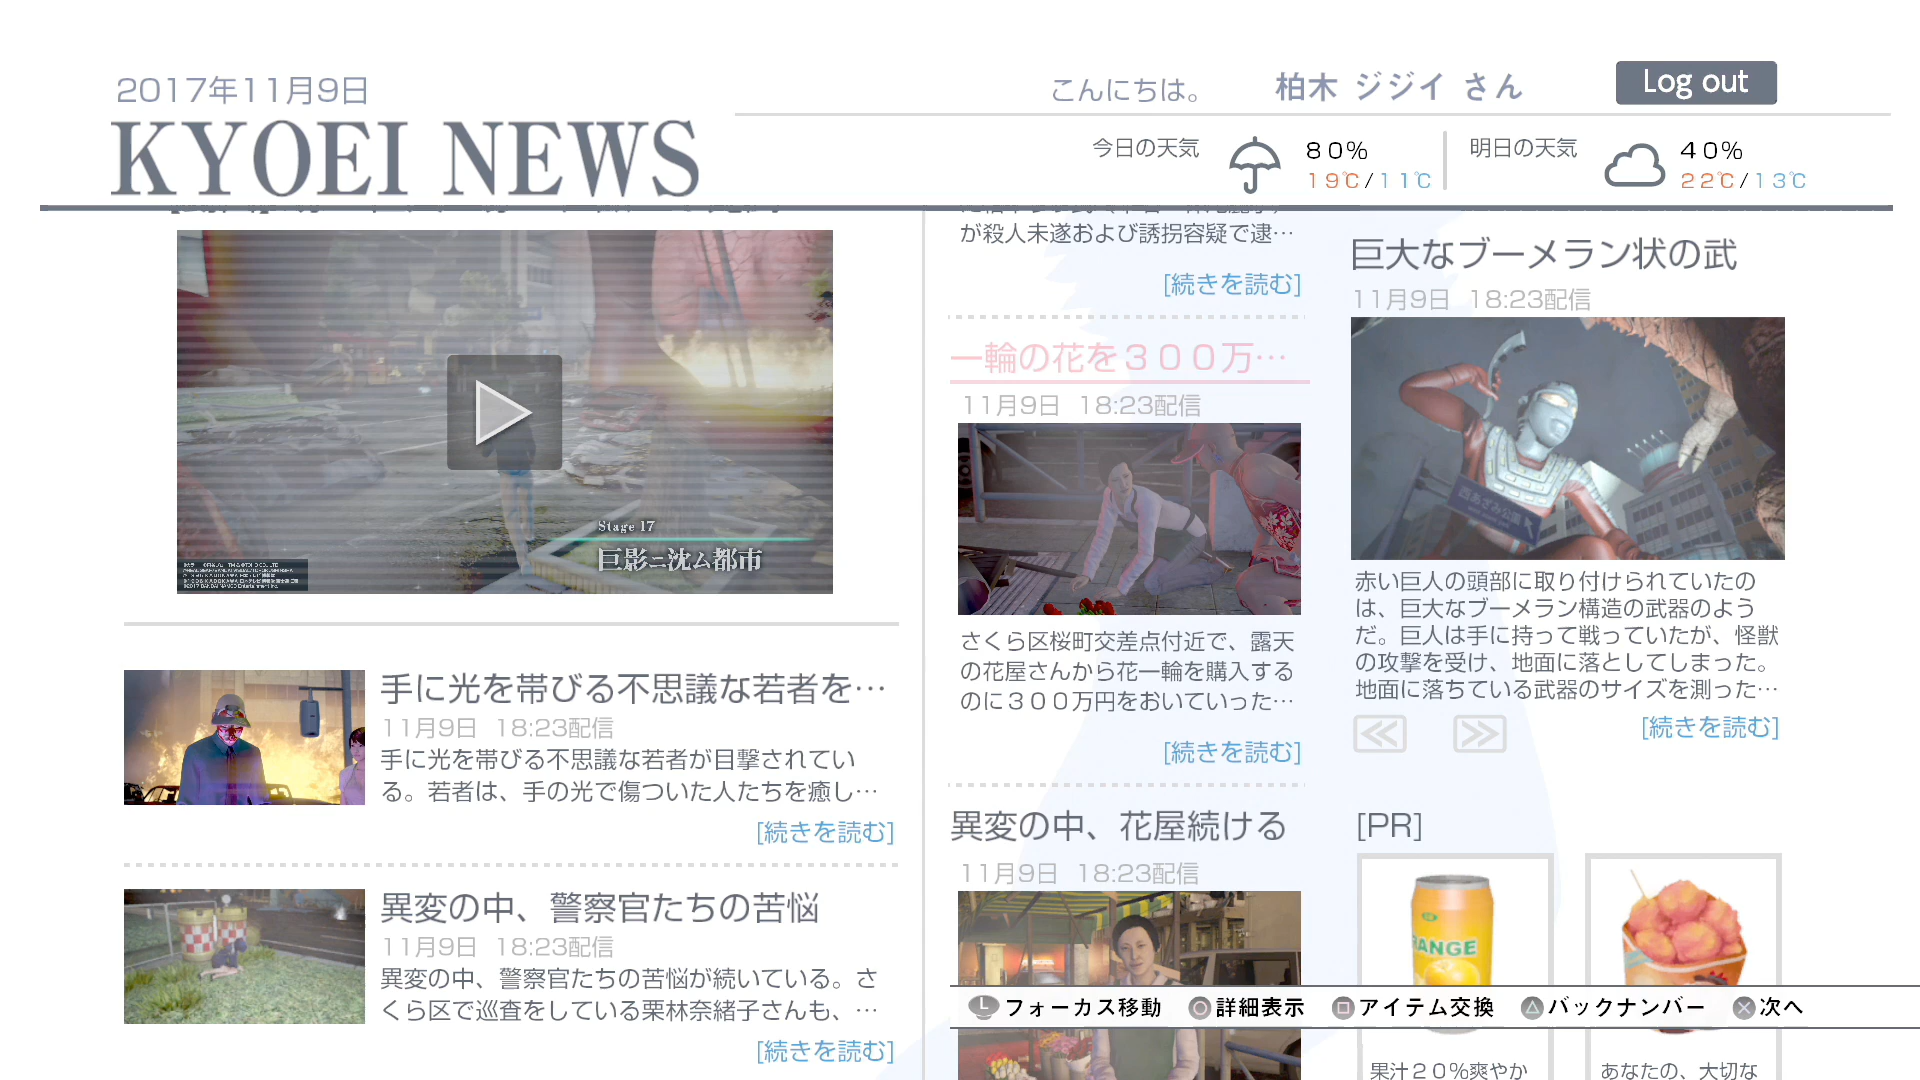 2017年11月9日
KYOEI NEWS
こんにちは。
柏木 ジジイ さん
Log out
今日の天気
80%
19℃/11℃
明日の天気
40%
22℃/13℃
Stage 17
巨影ニ沈ム都市
手に光を帯びる不思議な若者を…
11月9日 18:23配信
手に光を帯びる不思議な若者が目撃されてい
る。若者は、手の光で傷ついた人たちを癒し…
[続きを読む]
異変の中、警察官たちの苦悩
11月9日 18:23配信
異変の中、警察官たちの苦悩が続いている。さ
くら区で巡査をしている栗林奈緒子さんも、…
[続きを読む]
が殺人未遂および誘拐容疑で逮…
[続きを読む]
一輪の花を３００万…
11月9日 18:23配信
さくら区桜町交差点付近で、露天
の花屋さんから花一輪を購入する
のに３００万円をおいていった…
[続きを読む]
異変の中、花屋続ける
11月9日 18:23配信
巨大なブーメラン状の武
11月9日 18:23配信
西あざみ公園
赤い巨人の頭部に取り付けられていたの
は、巨大なブーメラン構造の武器のよう
だ。巨人は手に持って戦っていたが、怪獣
の攻撃を受け、地面に落としてしまった。
地面に落ちている武器のサイズを測った…
[続きを読む]
[PR]
RANGE
果汁２０％爽やか
あなたの、大切な
L フォーカス移動 ○詳細表示 □アイテム交換 △バックナンバー ×次へ